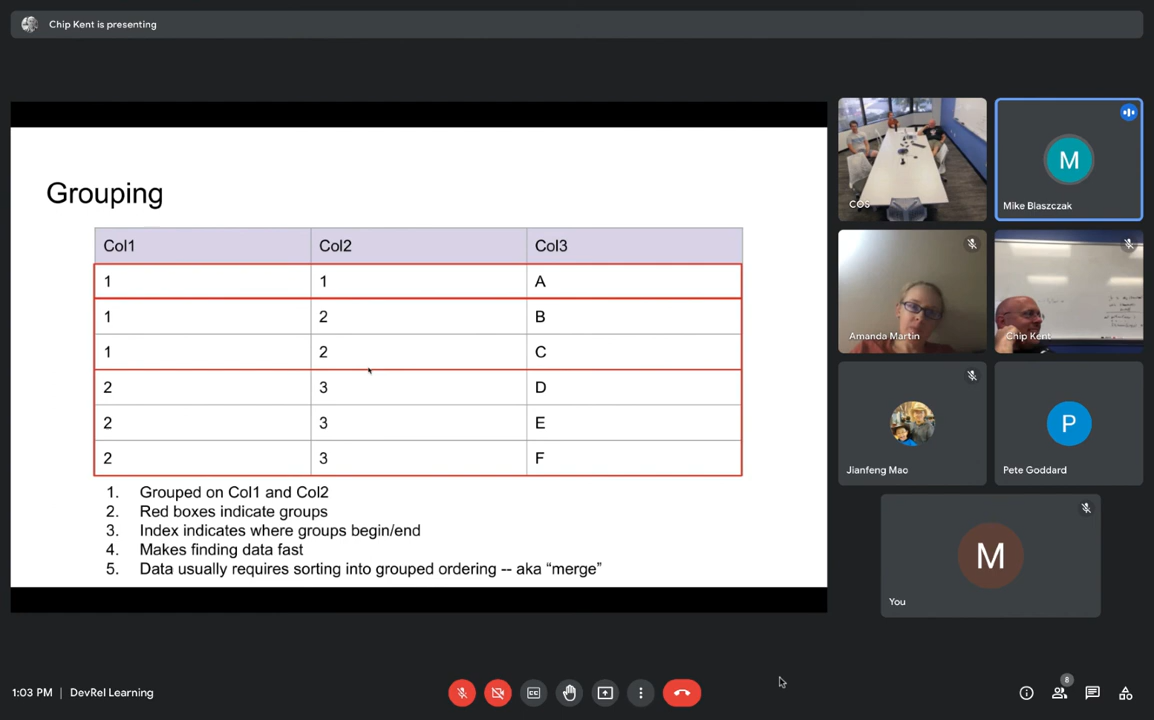 Chip Kent is presenting
Grouping
Col1 Col2 Col3
1 1 A
1 2 B
1 2 C
2 3 D
2 3 E
2 3 F
1. Grouped on Col1 and Col2
2. Red boxes indicate groups
3. Index indicates where groups begin/end
4. Makes finding data fast
5. Data usually requires sorting into grouped ordering -- aka “merge”
COS
M
Mike Blaszczak
Amanda Martin
Chip Kent
Jianfeng Mao
P
Pete Goddard
M
You
1:03 PM | DevRel Learning
CC
8